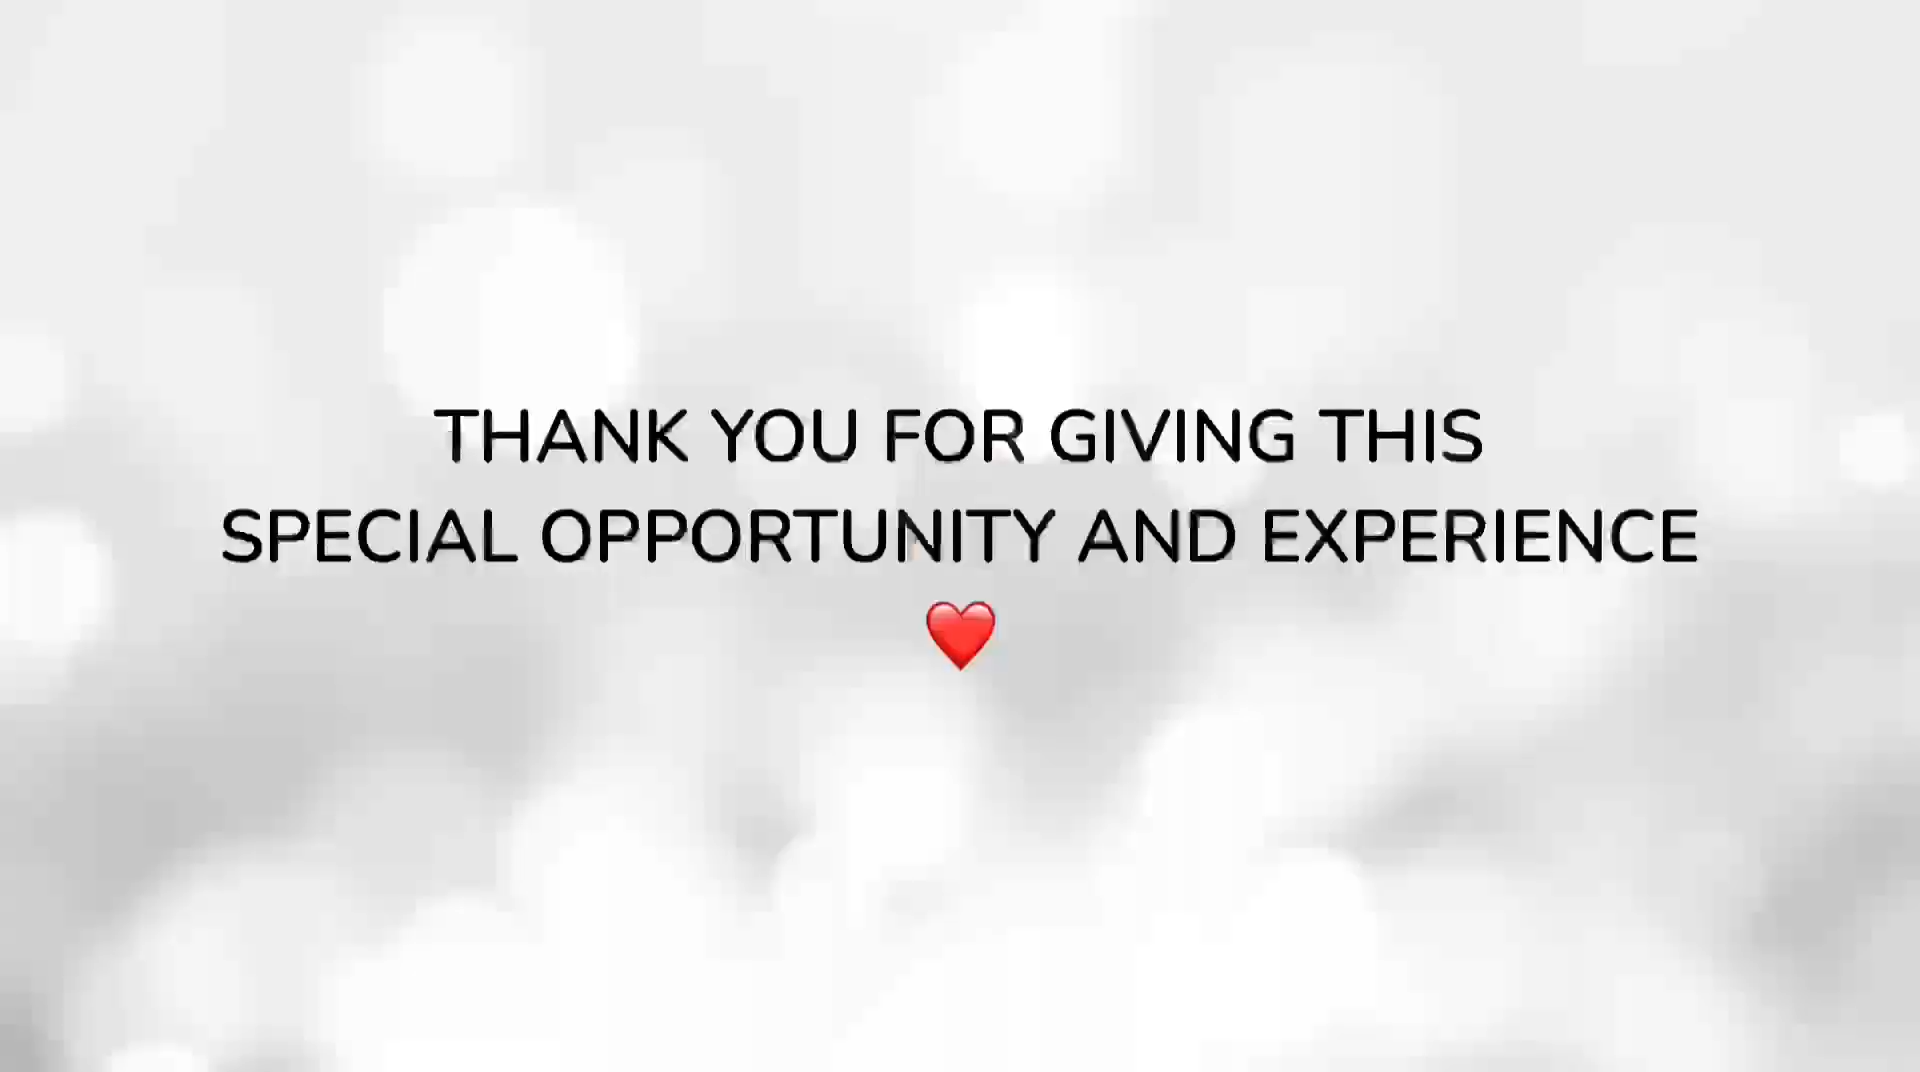 THANK YOU FOR GIVING THIS
SPECIAL OPPORTUNITY AND EXPERIENCE
❤️